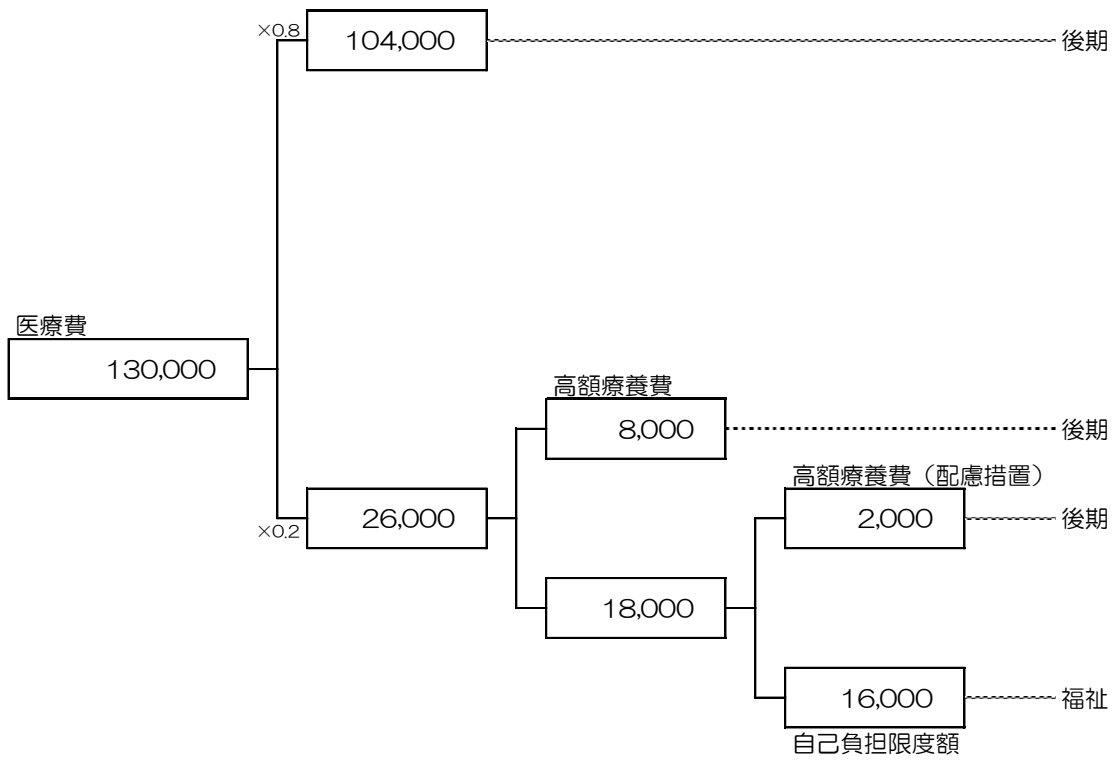 ×0.8
104,000
後期
医療費
130,000
高額療養費
8,000
後期
高額療養費（配慮措置）
×0.2
26,000
2,000
後期
18,000
16,000
福祉
自己負担限度額